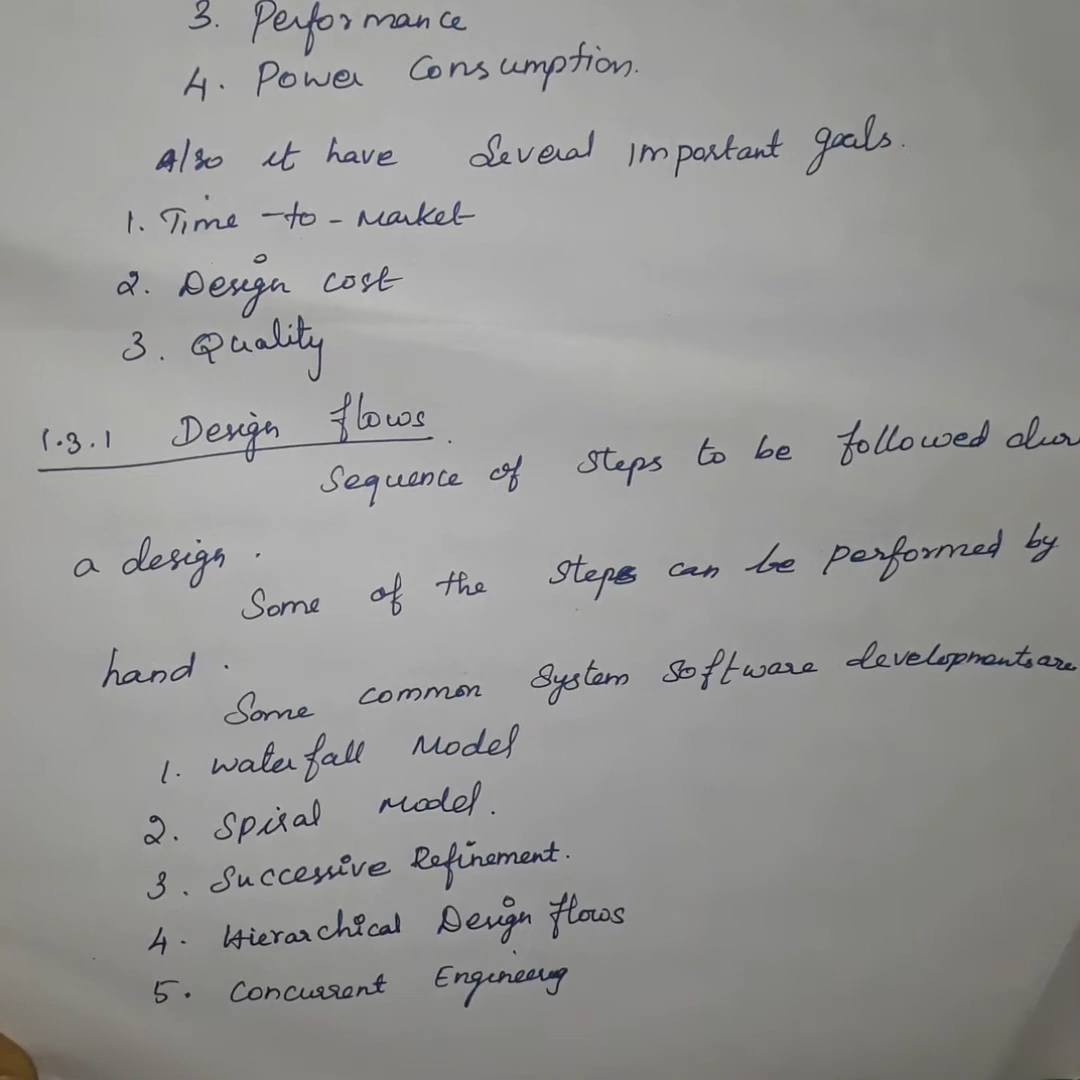 3. Performance
4. Power Consumption.
Also it have Several important goals.
1. Time-to-Market
2. Design cost
3. Quality
1.3.1 Design flows.
Sequence of steps to be followed dur
a design.
Some of the steps can be performed by
hand.
Some common System Software developments are
1. Waterfall Model
2. Spiral Model.
3. Successive Refinement.
4. Hierarchical Design flows
5. Concurrent